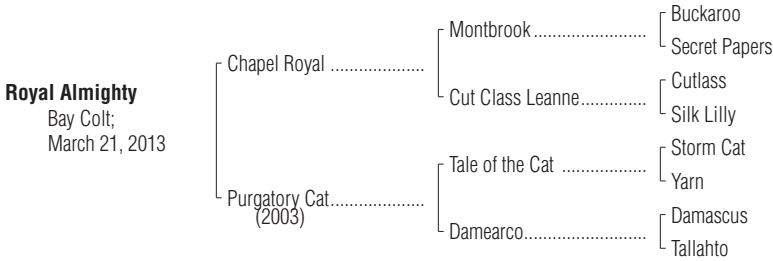 Royal Almighty
Bay Colt;
March 21, 2013
Chapel Royal ....................
Purgatory Cat....................
(2003)
Montbrook........................
Cut Class Leanne..............
Tale of the Cat ..................
Damearco..........................
Buckaroo
Secret Papers
Cutlass
Silk Lilly
Storm Cat
Yarn
Damascus
Tallahto